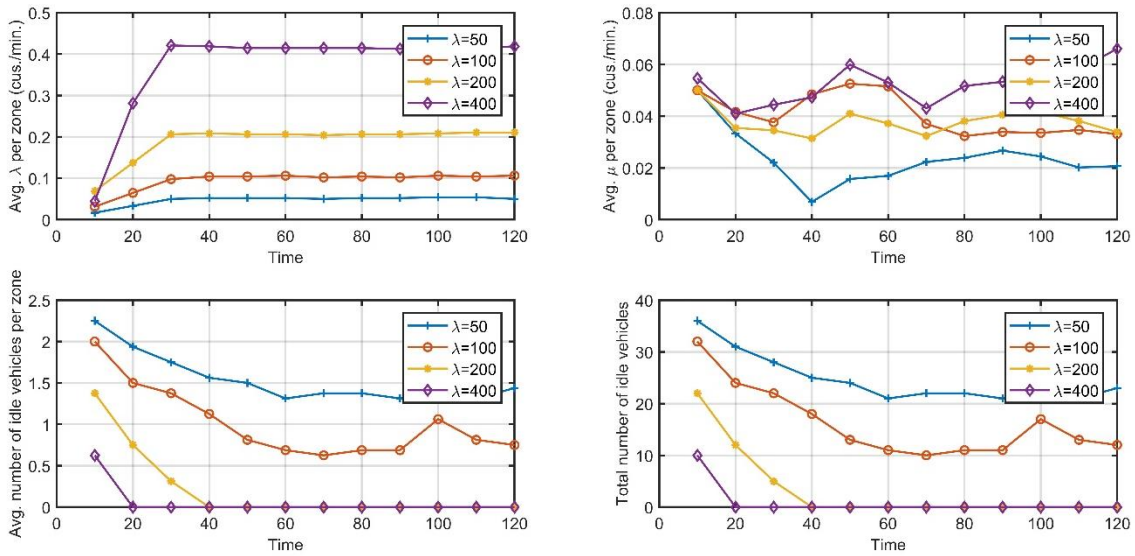 Avg. λ per zone (cus./min.)
0.5
0.4
0.3
0.2
0.1
0
0 20 40 60 80 100 120
Time
λ=50
λ=100
λ=200
λ=400
Avg. μ per zone (cus./min.)
0.08
0.06
0.04
0.02
0
0 20 40 60 80 100 120
Time
λ=50
λ=100
λ=200
λ=400
Avg. number of idle vehicles per zone
2.5
2
1.5
1
0.5
0
0 20 40 60 80 100 120
Time
λ=50
λ=100
λ=200
λ=400
Total number of idle vehicles
40
30
20
10
0
0 20 40 60 80 100 120
Time
λ=50
λ=100
λ=200
λ=400